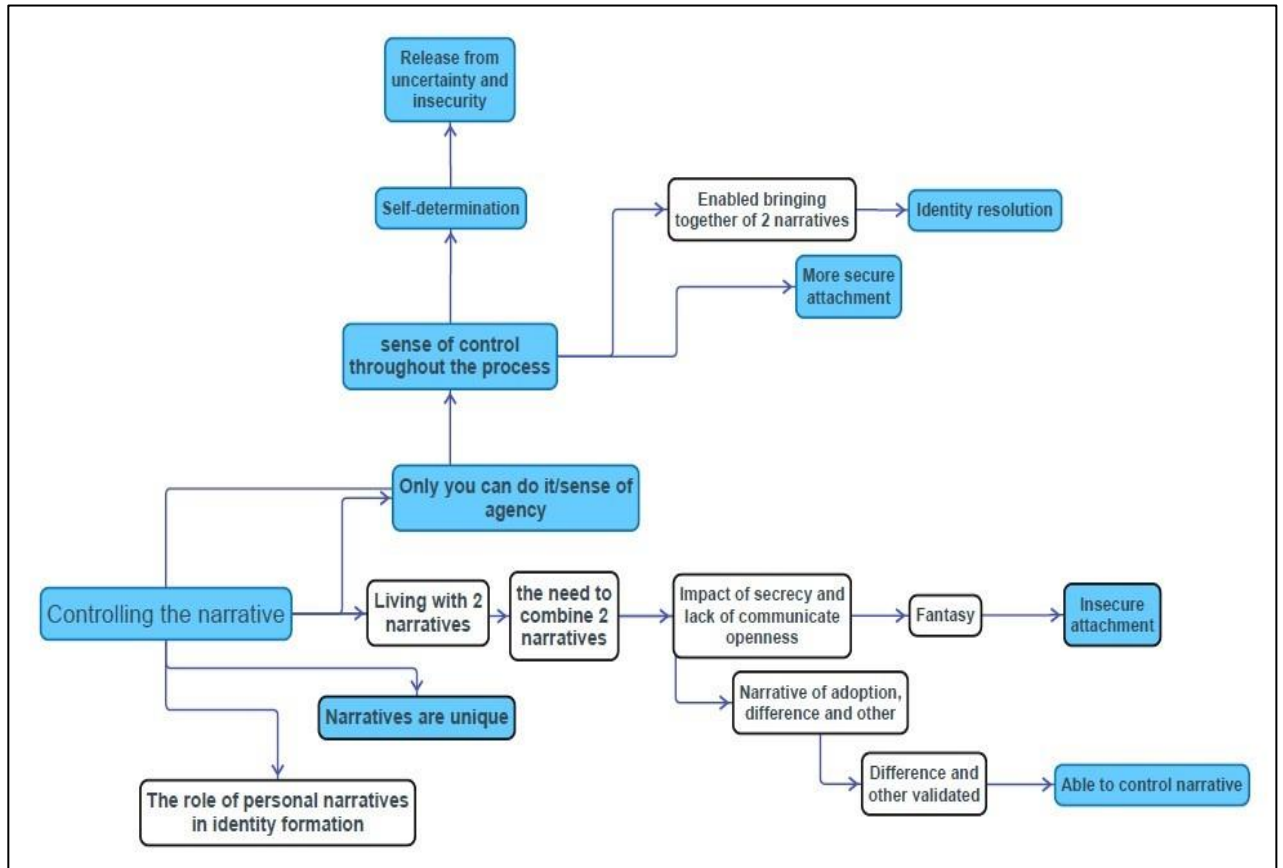 Release from
uncertainty and
insecurity
Self-determination
Enabled bringing
together of 2 narratives
Identity resolution
More secure
attachment
sense of control
throughout the process
Only you can do it/sense of
agency
Controlling the narrative
Living with 2
narratives
the need to
combine 2
narratives
Impact of secrecy and
lack of communicate
openness
Fantasy
Insecure
attachment
Narratives are unique
Narrative of adoption,
difference and other
The role of personal narratives
in identity formation
Difference and
other validated
Able to control narrative